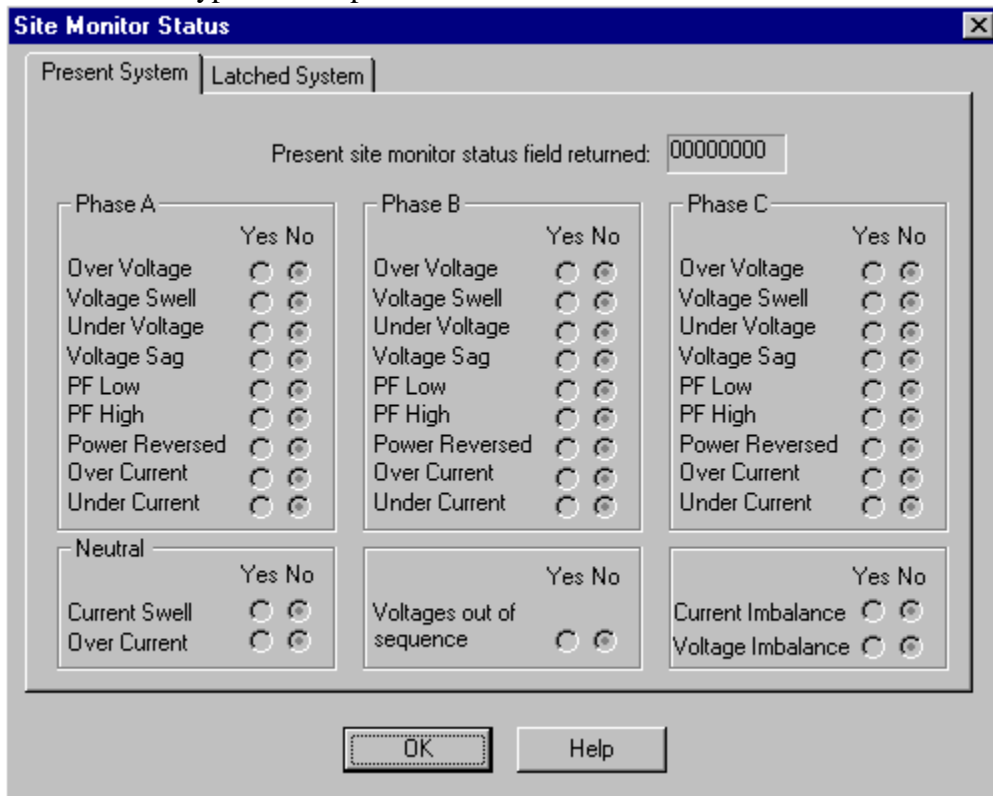 Site Monitor Status
Present System Latched System
Present site monitor status field returned: 00000000
Phase A
Yes No
Over Voltage
Voltage Swell
Under Voltage
Voltage Sag
PF Low
PF High
Power Reversed
Over Current
Under Current
Phase B
Yes No
Over Voltage
Voltage Swell
Under Voltage
Voltage Sag
PF Low
PF High
Power Reversed
Over Current
Under Current
Phase C
Yes No
Over Voltage
Voltage Swell
Under Voltage
Voltage Sag
PF Low
PF High
Power Reversed
Over Current
Under Current
Neutral
Yes No
Current Swell
Over Current
Yes No
Voltages out of
sequence
Yes No
Current Imbalance
Voltage Imbalance
OK Help